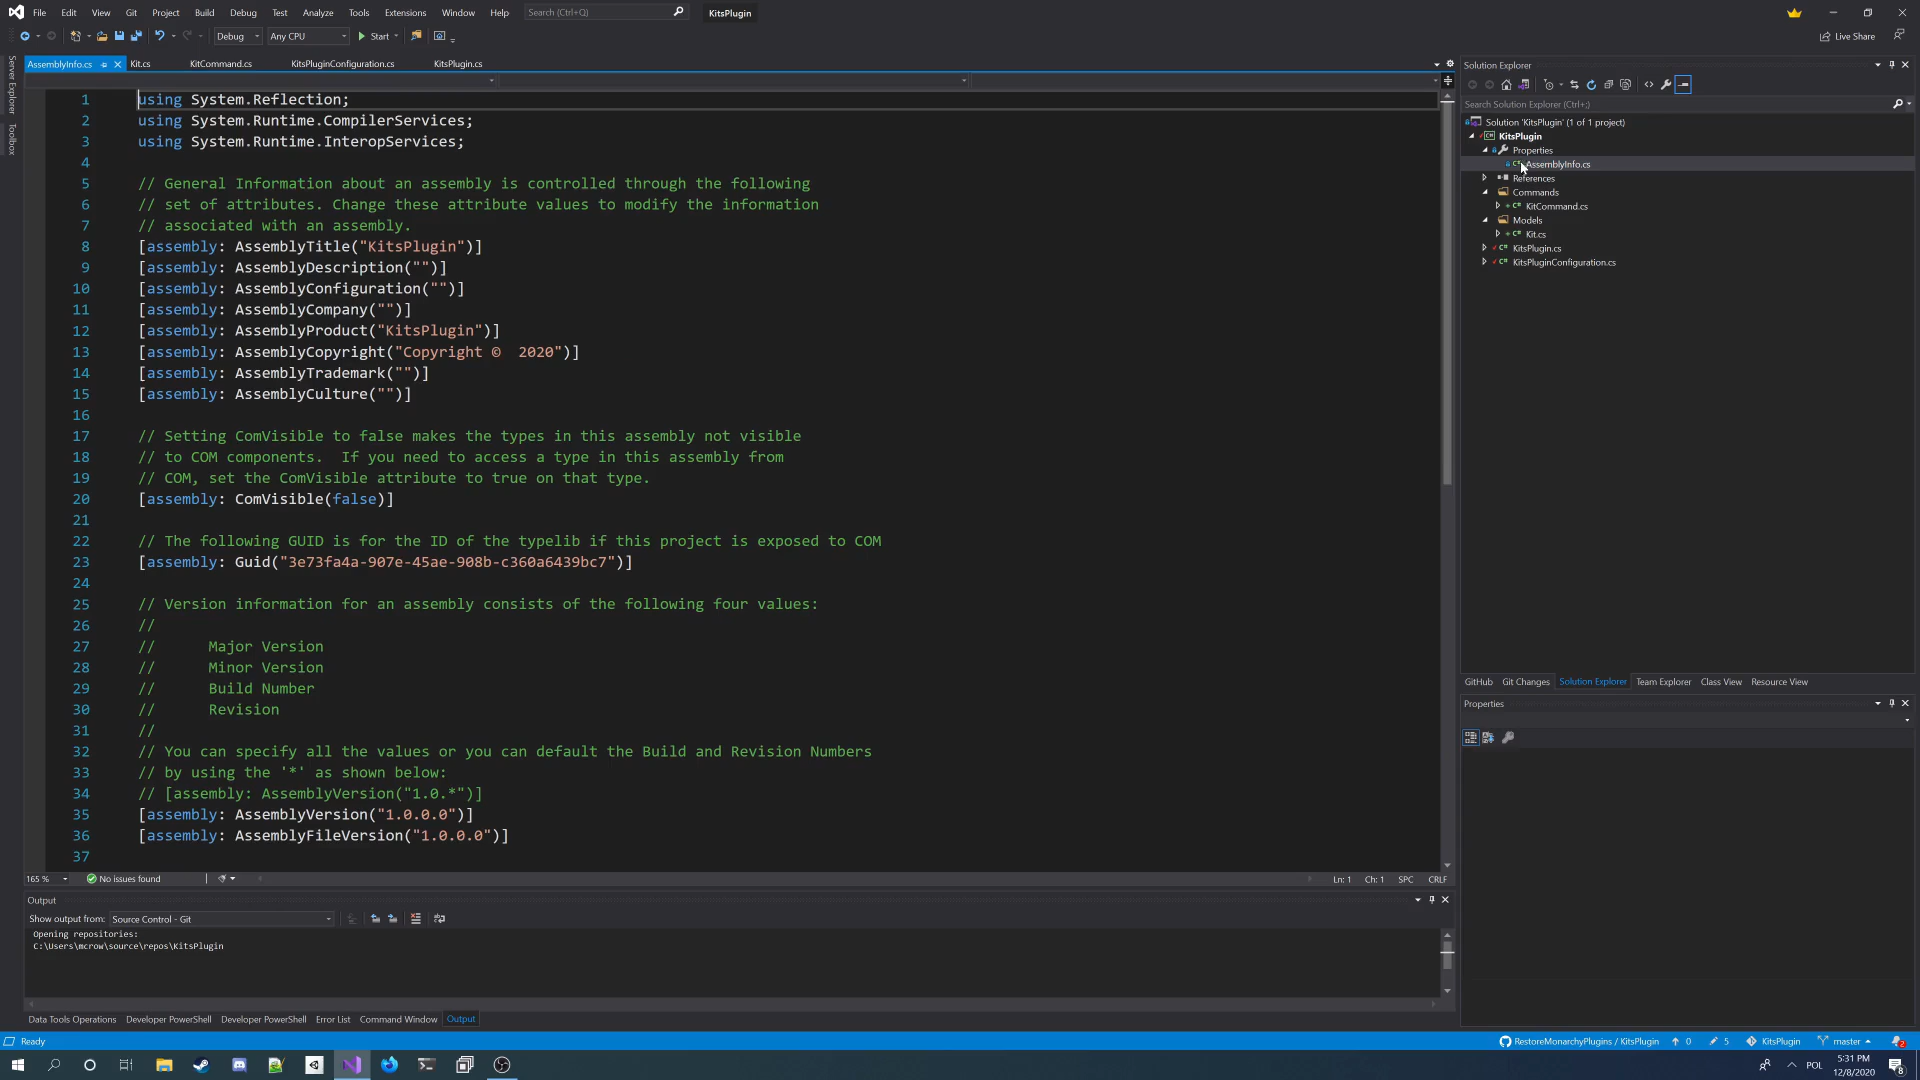 File Edit View Git Project Build Debug Test Analyze Tools Extensions Window Help Search (Ctrl+Q) KitsPlugin
Debug Any CPU Start Live Share
AssemblyInfo.cs Kit.cs KitCommand.cs KitsPluginConfiguration.cs KitsPlugin.cs
Server Explorer
Toolbox
1 using System.Reflection;
2 using System.Runtime.CompilerServices;
3 using System.Runtime.InteropServices;
4
5 // General Information about an assembly is controlled through the following
6 // set of attributes. Change these attribute values to modify the information
7 // associated with an assembly.
8 [assembly: AssemblyTitle("KitsPlugin")]
9 [assembly: AssemblyDescription("")]
10 [assembly: AssemblyConfiguration("")]
11 [assembly: AssemblyCompany("")]
12 [assembly: AssemblyProduct("KitsPlugin")]
13 [assembly: AssemblyCopyright("Copyright ©  2020")]
14 [assembly: AssemblyTrademark("")]
15 [assembly: AssemblyCulture("")]
16
17 // Setting ComVisible to false makes the types in this assembly not visible
18 // to COM components.  If you need to access a type in this assembly from
19 // COM, set the ComVisible attribute to true on that type.
20 [assembly: ComVisible(false)]
21
22 // The following GUID is for the ID of the typelib if this project is exposed to COM
23 [assembly: Guid("3e73fa4a-907e-45ae-908b-c360a6439bc7")]
24
25 // Version information for an assembly consists of the following four values:
26 //
27 //      Major Version
28 //      Minor Version
29 //      Build Number
30 //      Revision
31 //
32 // You can specify all the values or you can default the Build and Revision Numbers
33 // by using the '*' as shown below:
34 // [assembly: AssemblyVersion("1.0.*")]
35 [assembly: AssemblyVersion("1.0.0.0")]
36 [assembly: AssemblyFileVersion("1.0.0.0")]
37
165 % No issues found Ln: 1 Ch: 1 SPC CRLF
Output
Show output from: Source Control - Git
Opening repositories:
C:\Users\mcrow\source\repos\KitsPlugin
Data Tools Operations Developer PowerShell Developer PowerShell Error List Command Window Output
Solution Explorer
Search Solution Explorer (Ctrl+;)
Solution 'KitsPlugin' (1 of 1 project)
KitsPlugin
Properties
AssemblyInfo.cs
References
Commands
KitCommand.cs
Models
Kit.cs
KitsPlugin.cs
KitsPluginConfiguration.cs
GitHub Git Changes Solution Explorer Team Explorer Class View Resource View
Properties
Ready RestoreMonarchyPlugins / KitsPlugin 0 5 KitsPlugin master 2
POL 5:31 PM
12/8/2020 8